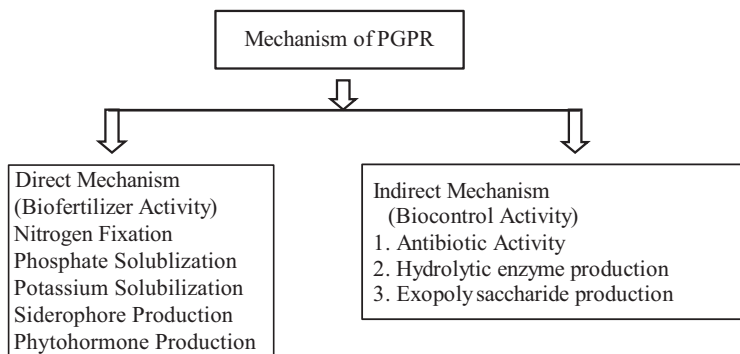 Mechanism of PGPR
Direct Mechanism
(Biofertilizer Activity)
Nitrogen Fixation
Phosphate Solublization
Potassium Solubilization
Siderophore Production
Phytohormone Production
Indirect Mechanism
(Biocontrol Activity)
1. Antibiotic Activity
2. Hydrolytic enzyme production
3. Exopoly saccharide production